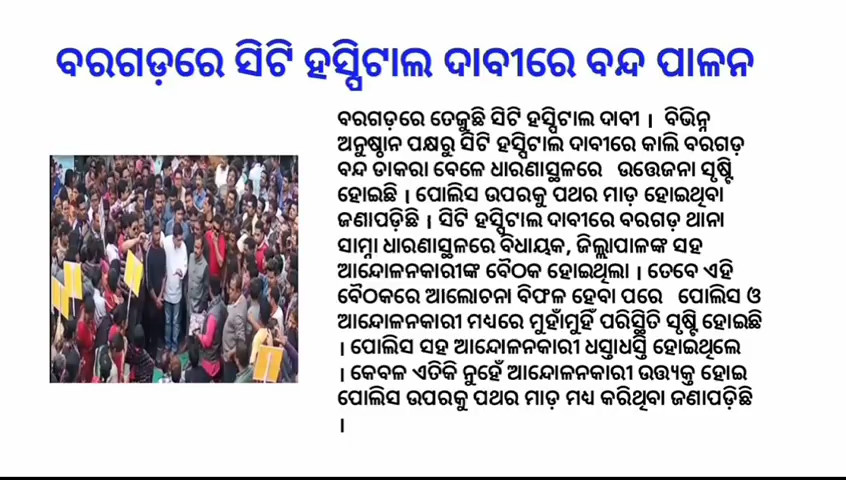 ବରଗଡ଼ରେ ସିଟି ହସ୍ପିଟାଲ ଦାବୀରେ ବନ୍ଦ ପାଳନ
ବରଗଡ଼ରେ ତେଜୁଛି ସିଟି ହସ୍ପିଟାଲ ଦାବୀ । ବିଭିନ୍ନ
ଅନୁଷ୍ଠାନ ପକ୍ଷରୁ ସିଟି ହସ୍ପିଟାଲ ଦାବୀରେ କାଲି ବରଗଡ଼
ବନ୍ଦ ଡାକରା ବେଳେ ଧାରଣାସ୍ଥଳରେ ଉତ୍ତେଜନା ସୃଷ୍ଟି
ହୋଇଛି । ପୋଲିସ ଉପରକୁ ପଥର ମାଡ଼ ହୋଇଥିବା
ଜଣାପଡ଼ିଛି । ସିଟି ହସ୍ପିଟାଲ ଦାବୀରେ ବରଗଡ଼ ଥାନା
ସାମ୍ନା ଧାରଣାସ୍ଥଳରେ ବିଧାୟକ, ଜିଲ୍ଲାପାଳଙ୍କ ସହ
ଆନ୍ଦୋଳନକାରୀଙ୍କ ବୈଠକ ହୋଇଥିଲା । ତେବେ ଏହି
ବୈଠକରେ ଆଲୋଚନା ବିଫଳ ହେବା ପରେ ପୋଲିସ ଓ
ଆନ୍ଦୋଳନକାରୀ ମଧ୍ୟରେ ମୁହାଁମୁହିଁ ପରିସ୍ଥିତି ସୃଷ୍ଟି ହୋଇଛି
। ପୋଲିସ ସହ ଆନ୍ଦୋଳନକାରୀ ଧସ୍ତାଧସ୍ତି ହୋଇଥିଲେ
। କେବଳ ଏତିକି ନୁହେଁ ଆନ୍ଦୋଳନକାରୀ ଉତ୍ତ୍ୟକ୍ତ ହୋଇ
ପୋଲିସ ଉପରକୁ ପଥର ମାଡ଼ ମଧ୍ୟ କରିଥିବା ଜଣାପଡ଼ିଛି
।